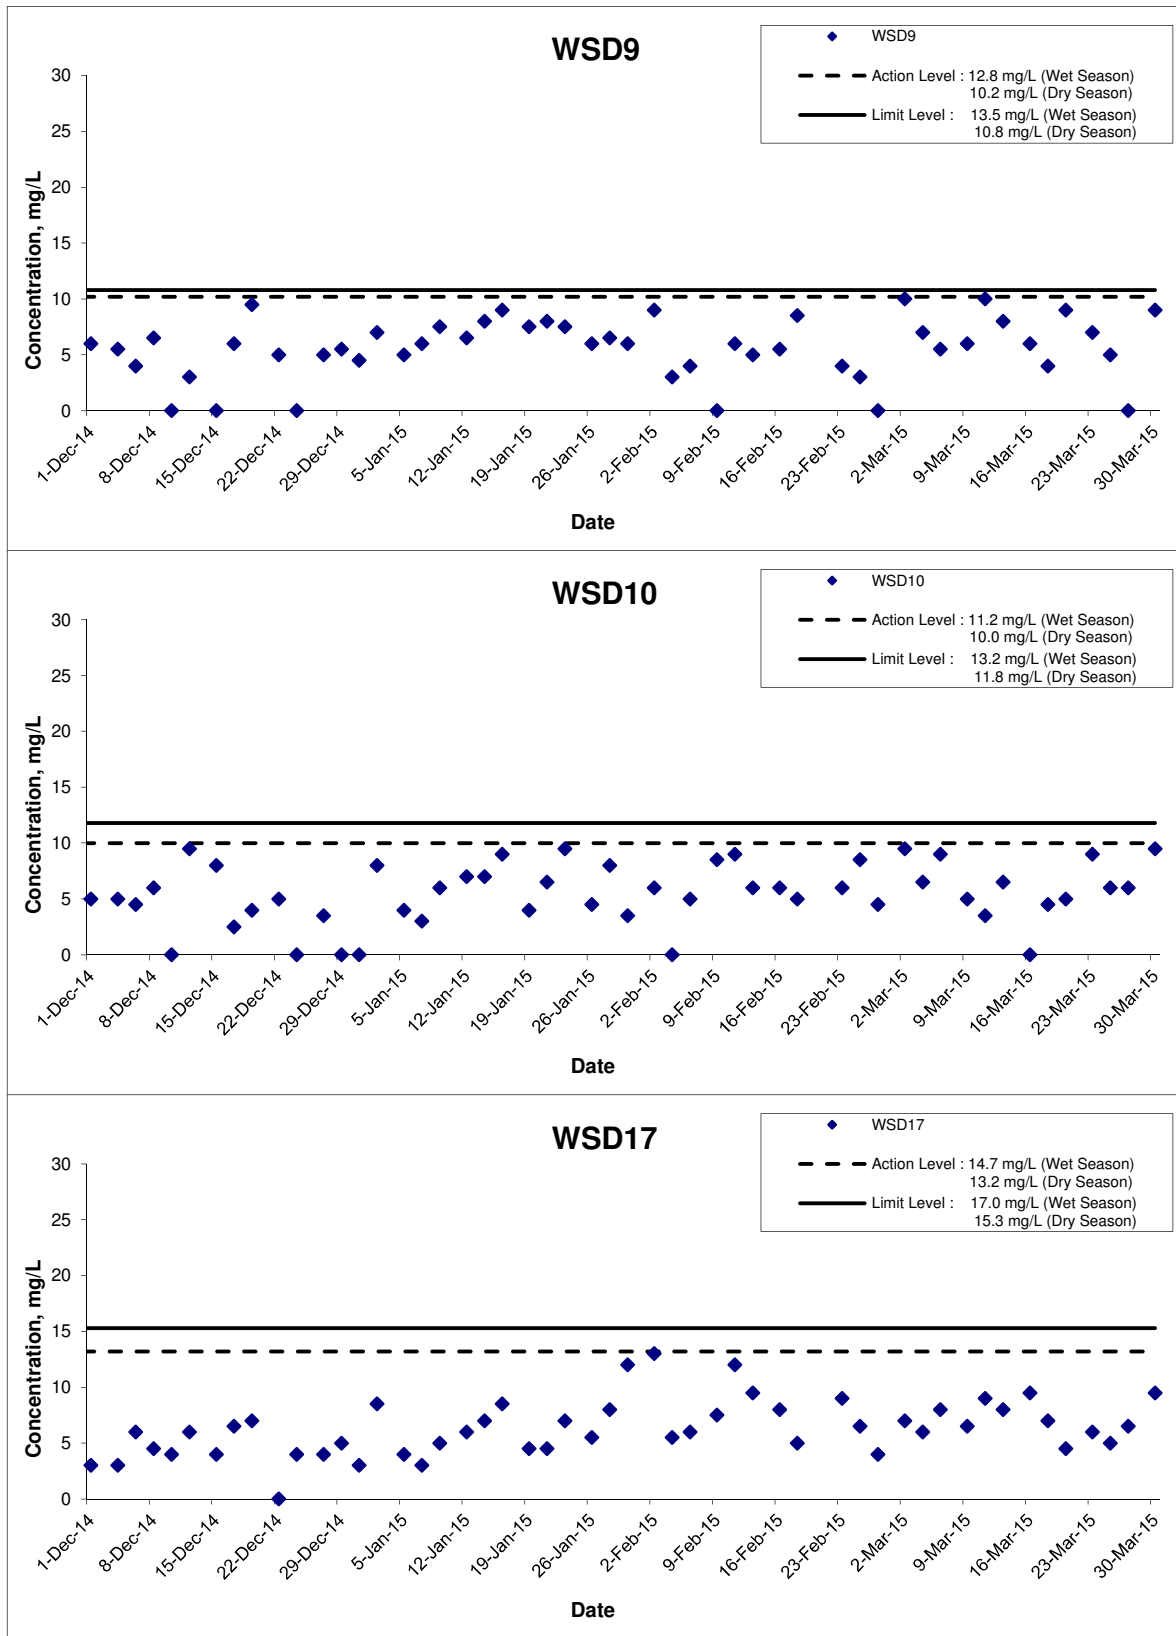 WSD9
WSD9
Action Level : 12.8 mg/L (Wet Season)
10.2 mg/L (Dry Season)
Limit Level : 13.5 mg/L (Wet Season)
10.8 mg/L (Dry Season)
30
25
20
15
10
5
0
Concentration, mg/L
1-Dec-14
8-Dec-14
15-Dec-14
22-Dec-14
29-Dec-14
5-Jan-15
12-Jan-15
19-Jan-15
26-Jan-15
2-Feb-15
9-Feb-15
16-Feb-15
23-Feb-15
2-Mar-15
9-Mar-15
16-Mar-15
23-Mar-15
30-Mar-15
Date
WSD10
WSD10
Action Level : 11.2 mg/L (Wet Season)
10.0 mg/L (Dry Season)
Limit Level : 13.2 mg/L (Wet Season)
11.8 mg/L (Dry Season)
30
25
20
15
10
5
0
Concentration, mg/L
1-Dec-14
8-Dec-14
15-Dec-14
22-Dec-14
29-Dec-14
5-Jan-15
12-Jan-15
19-Jan-15
26-Jan-15
2-Feb-15
9-Feb-15
16-Feb-15
23-Feb-15
2-Mar-15
9-Mar-15
16-Mar-15
23-Mar-15
30-Mar-15
Date
WSD17
WSD17
Action Level : 14.7 mg/L (Wet Season)
13.2 mg/L (Dry Season)
Limit Level : 17.0 mg/L (Wet Season)
15.3 mg/L (Dry Season)
30
25
20
15
10
5
0
Concentration, mg/L
1-Dec-14
8-Dec-14
15-Dec-14
22-Dec-14
29-Dec-14
5-Jan-15
12-Jan-15
19-Jan-15
26-Jan-15
2-Feb-15
9-Feb-15
16-Feb-15
23-Feb-15
2-Mar-15
9-Mar-15
16-Mar-15
23-Mar-15
30-Mar-15
Date